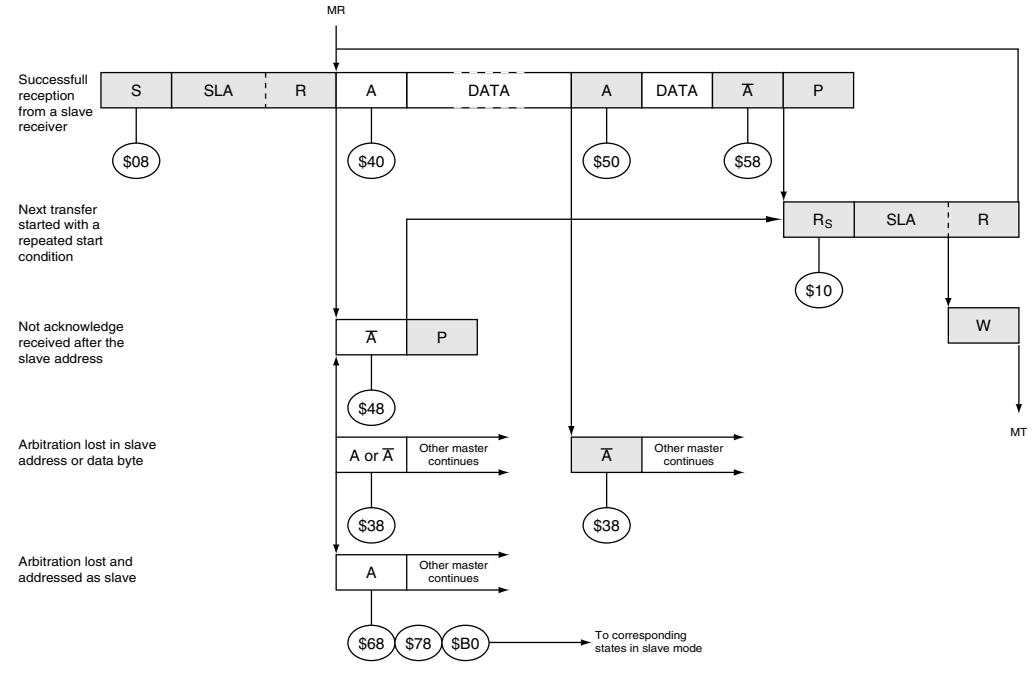 MR
Successfull
reception
from a slave
receiver
S SLA R A DATA A DATA A̅ P
$08 $40 $50 $58
Next transfer
started with a
repeated start
condition
RS SLA R
$10
Not acknowledge
received after the
slave address
A̅ P
W
$48
MT
Arbitration lost in slave
address or data byte
A or A̅
Other master
continues
A̅
Other master
continues
$38 $38
Arbitration lost and
addressed as slave
A
Other master
continues
$68 $78 $B0
To corresponding
states in slave mode